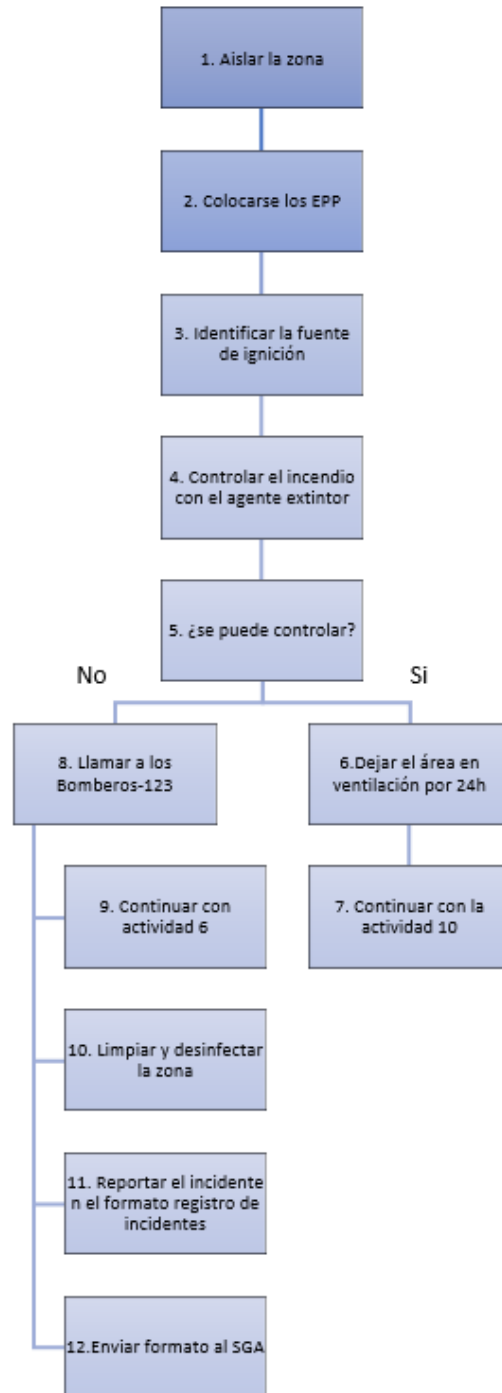 1. Aislar la zona
2. Colocarse los EPP
3. Identificar la fuente
de ignición
4. Controlar el incendio
con el agente extintor
5. ¿se puede controlar?
No
Si
8. Llamar a los
Bomberos-123
6.Dejar el área en
ventilación por 24h
9. Continuar con
actividad 6
7. Continuar con la
actividad 10
10. Limpiar y desinfectar
la zona
11. Reportar el incidente
n el formato registro de
incidentes
12.Enviar formato al SGA